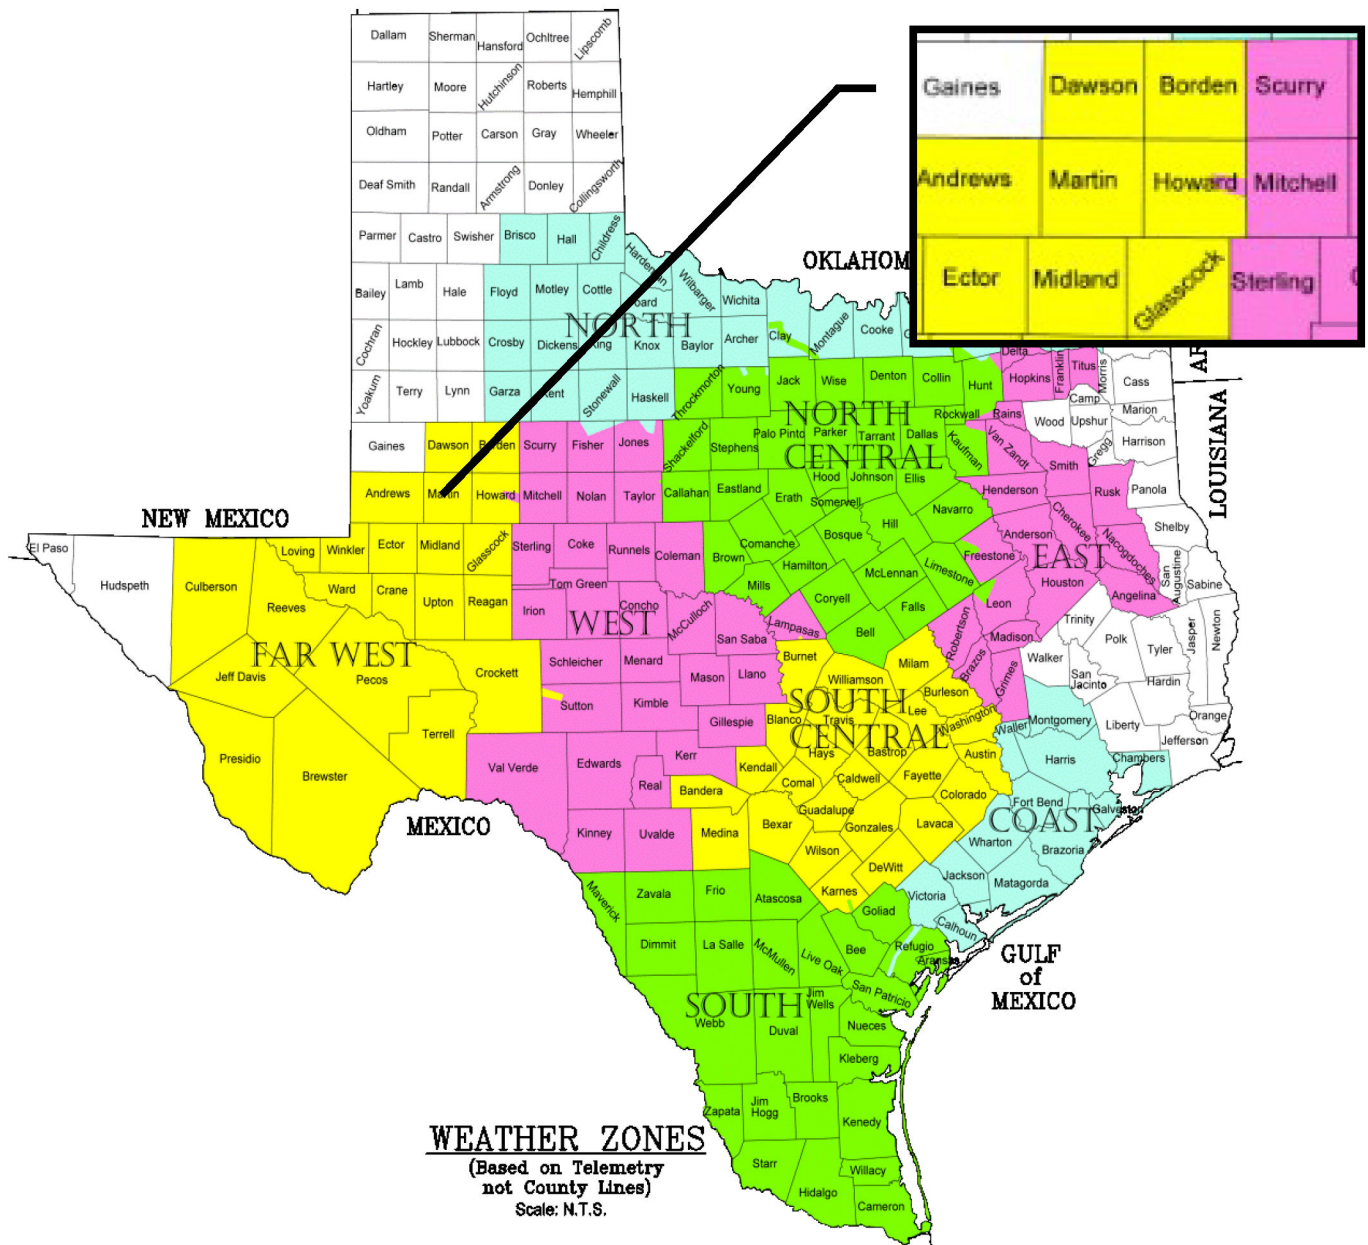 Dallam Sherman Hansford Ochltree Lipscomb
Hartley Moore Hutchinson Roberts Hemphill
Oldham Potter Carson Gray Wheeler
Deaf Smith Randall Armstrong Donley Collingsworth
Parmer Castro Swisher Brisco Hall Childress
Bailey Lamb Hale Floyd Motley Cottle Wilbarger Wichita
Cochran Hockley Lubbock Crosby Dickens Knox Baylor Archer Clay Montague Cooke
Yoakum Terry Lynn Garza Stonewall Haskell Throckmorton Young Jack Wise Denton Collin Hunt
Delta Hopkins Franklin Titus Morris Camp Cass
Gaines Dawson Borden Scurry
Andrews Martin Howard Mitchell
Ector Midland Glasscock Sterling
OKLAHOM
NORTH
NORTH
CENTRAL
LOUISIANA
Gaines Dawson Borden Scurry Fisher Jones Shackelford Stephens Palo Pinto Parker Tarrant Dallas Rockwall Kaufman Rains Van Zandt Wood Upshur Marion Harrison Gregg Smith
Andrews Martin Howard Mitchell Nolan Taylor Callahan Eastland Erath Hood Somervell Johnson Ellis Navarro Henderson Rusk Panola
NEW MEXICO
El Paso Hudspeth Culberson Loving Winkler Ector Midland Glasscock Sterling Coke Runnels Coleman Brown Comanche Hamilton Bosque Hill Limestone Freestone Anderson Cherokee Nacogdoches Shelby
EAST
Reeves Ward Crane Upton Reagan Irion Tom Green Concho McCulloch San Saba Mills Lampasas Coryell McLennan Falls Bell Leon Houston Angelina San Augustine Sabine
WEST
FAR WEST
Jeff Davis Pecos Crockett Schleicher Menard Mason Llano Burnet Williamson Milam Robertson Brazos Madison Grimes Walker Trinity Polk San Jacinto Tyler Jasper Newton Hardin
SOUTH
CENTRAL
Presidio Brewster Terrell Sutton Kimble Gillespie Blanco Travis Lee Burleson Washington Waller Montgomery Liberty Orange Jefferson
Val Verde Edwards Kerr Real Bandera Kendall Hays Bastrop Austin Harris Chambers
MEXICO
Comal Caldwell Fayette Colorado Fort Bend Galveston
COAST
Kinney Uvalde Medina Bexar Guadalupe Gonzales Lavaca Wharton Brazoria
Wilson DeWitt Jackson Matagorda
Maverick Zavala Frio Atascosa Karnes Goliad Victoria Calhoun
Dimmit La Salle McMullen Live Oak Bee Refugio Aransas
GULF
of
MEXICO
SOUTH
Webb Duval Jim Wells San Patricio Nueces
Kleberg
Zapata Jim Hogg Brooks Kenedy
Starr Hidalgo Willacy Cameron
WEATHER ZONES
(Based on Telemetry
not County Lines)
Scale: N.T.S.